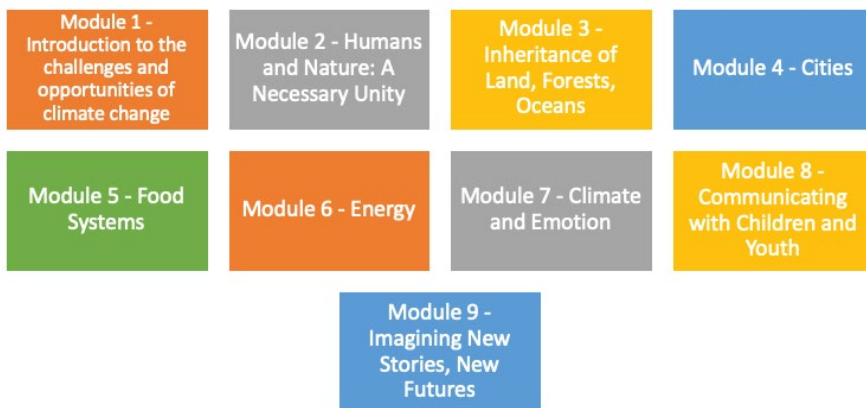 Module 1 -
Introduction to the
challenges and
opportunities of
climate change
Module 2 - Humans
and Nature: A
Necessary Unity
Module 3 -
Inheritance of
Land, Forests,
Oceans
Module 4 - Cities
Module 5 - Food
Systems
Module 6 - Energy
Module 7 - Climate
and Emotion
Module 8 -
Communicating
with Children and
Youth
Module 9 -
Imagining New
Stories, New
Futures